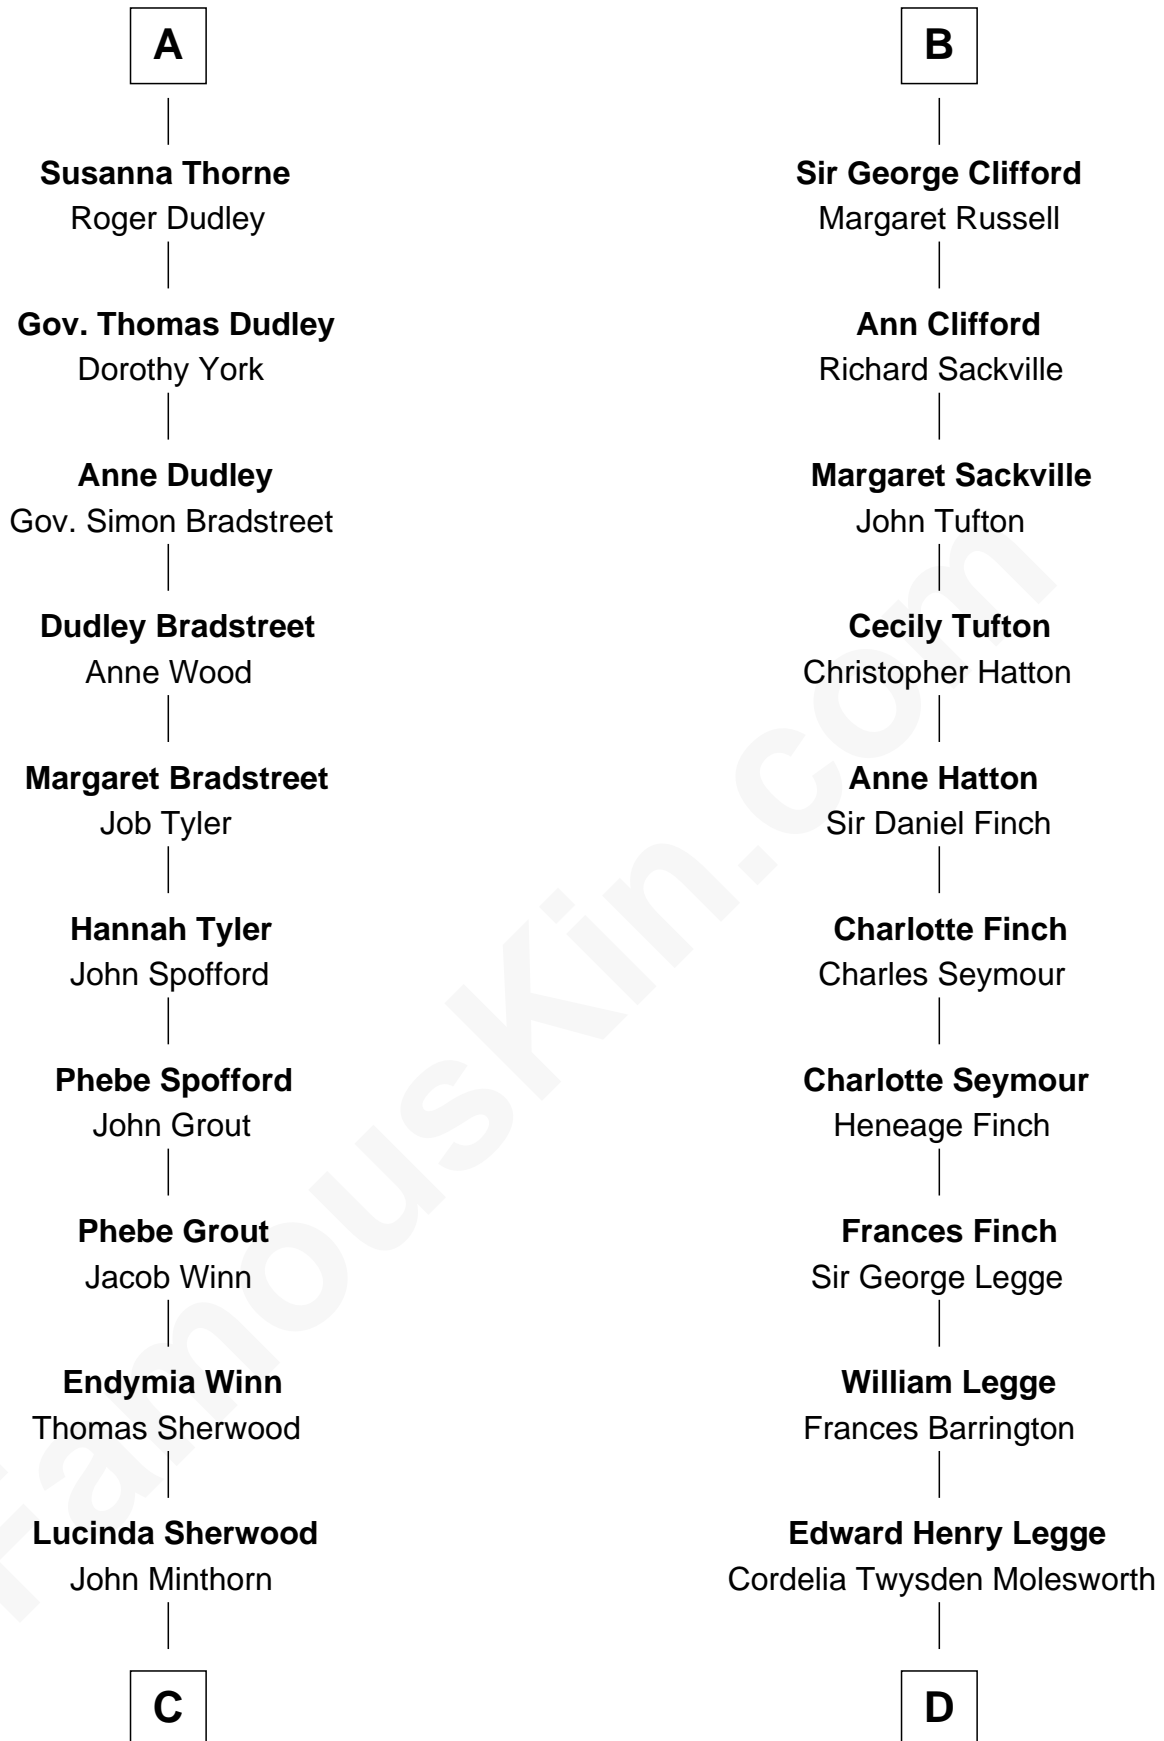 A
Susanna Thorne
Roger Dudley
Gov. Thomas Dudley
Dorothy York
Anne Dudley
Gov. Simon Bradstreet
Dudley Bradstreet
Anne Wood
Margaret Bradstreet
Job Tyler
Hannah Tyler
John Spofford
Phebe Spofford
John Grout
Phebe Grout
Jacob Winn
Endymia Winn
Thomas Sherwood
Lucinda Sherwood
John Minthorn
C
B
Sir George Clifford
Margaret Russell
Ann Clifford
Richard Sackville
Margaret Sackville
John Tufton
Cecily Tufton
Christopher Hatton
Anne Hatton
Sir Daniel Finch
Charlotte Finch
Charles Seymour
Charlotte Seymour
Heneage Finch
Frances Finch
Sir George Legge
William Legge
Frances Barrington
Edward Henry Legge
Cordelia Twysden Molesworth
D
FamousKin.com